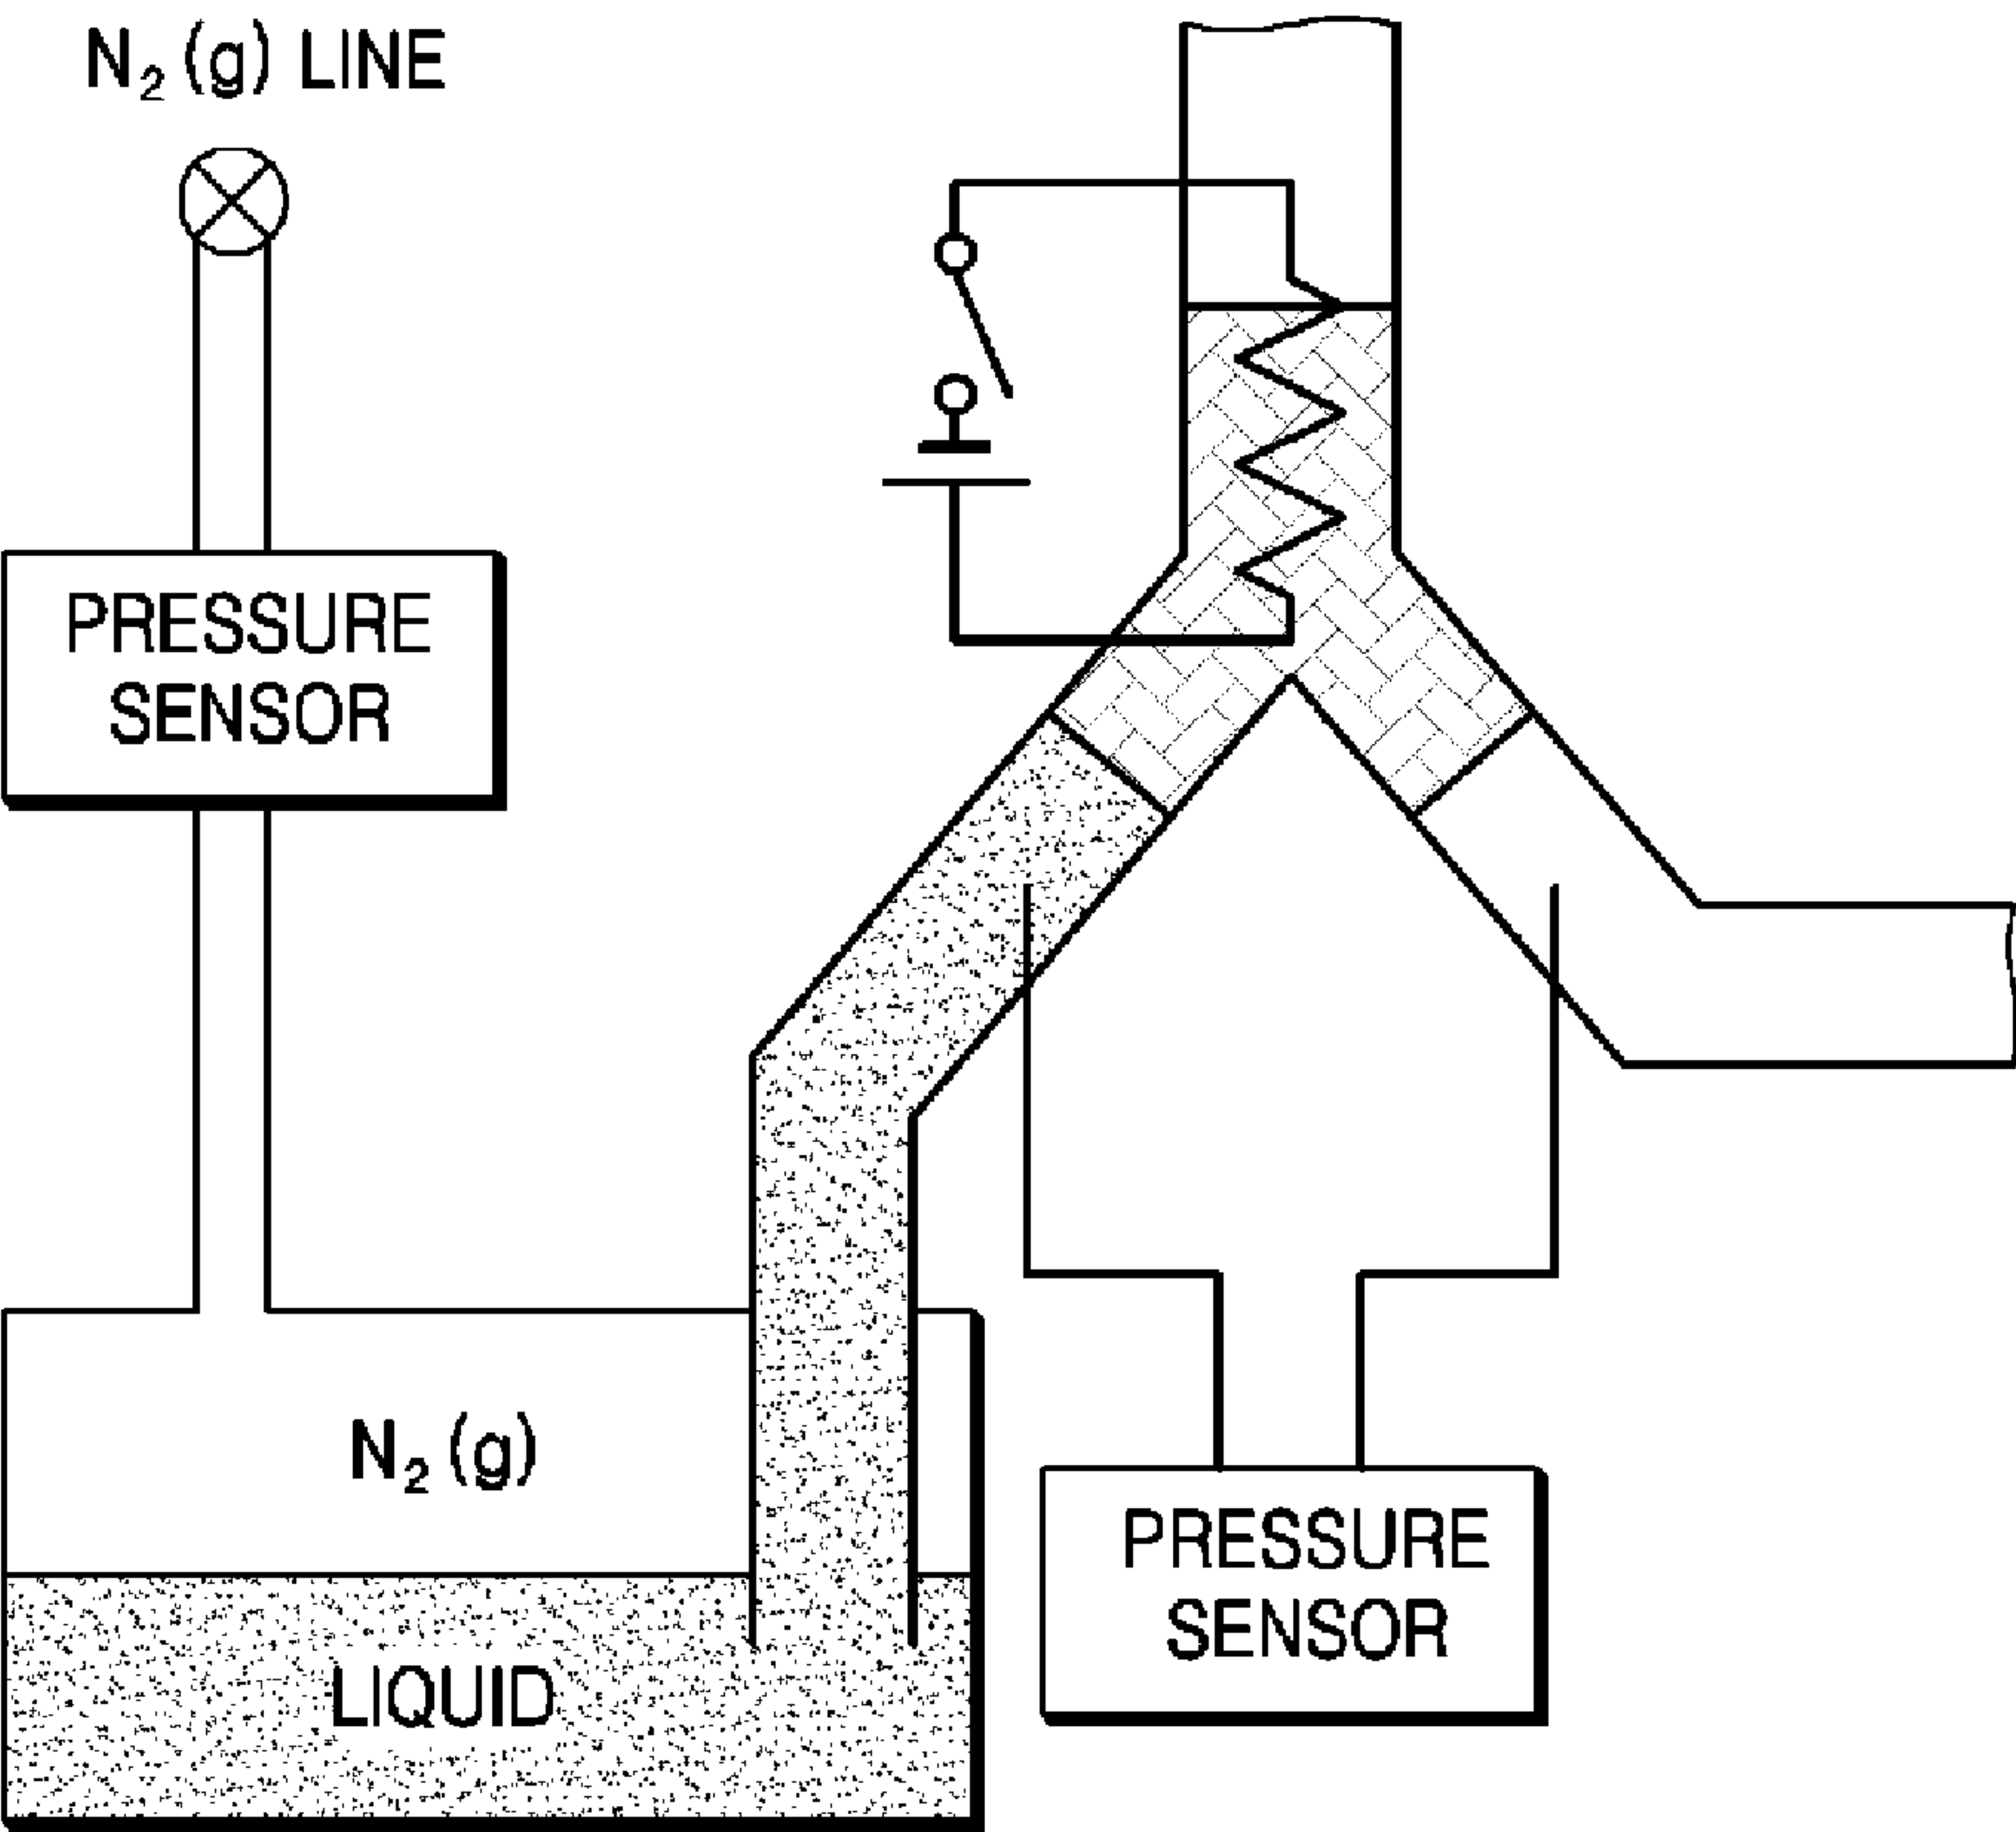 N₂ (g) LINE
PRESSURE
SENSOR
N₂ (g)
LIQUID
PRESSURE
SENSOR